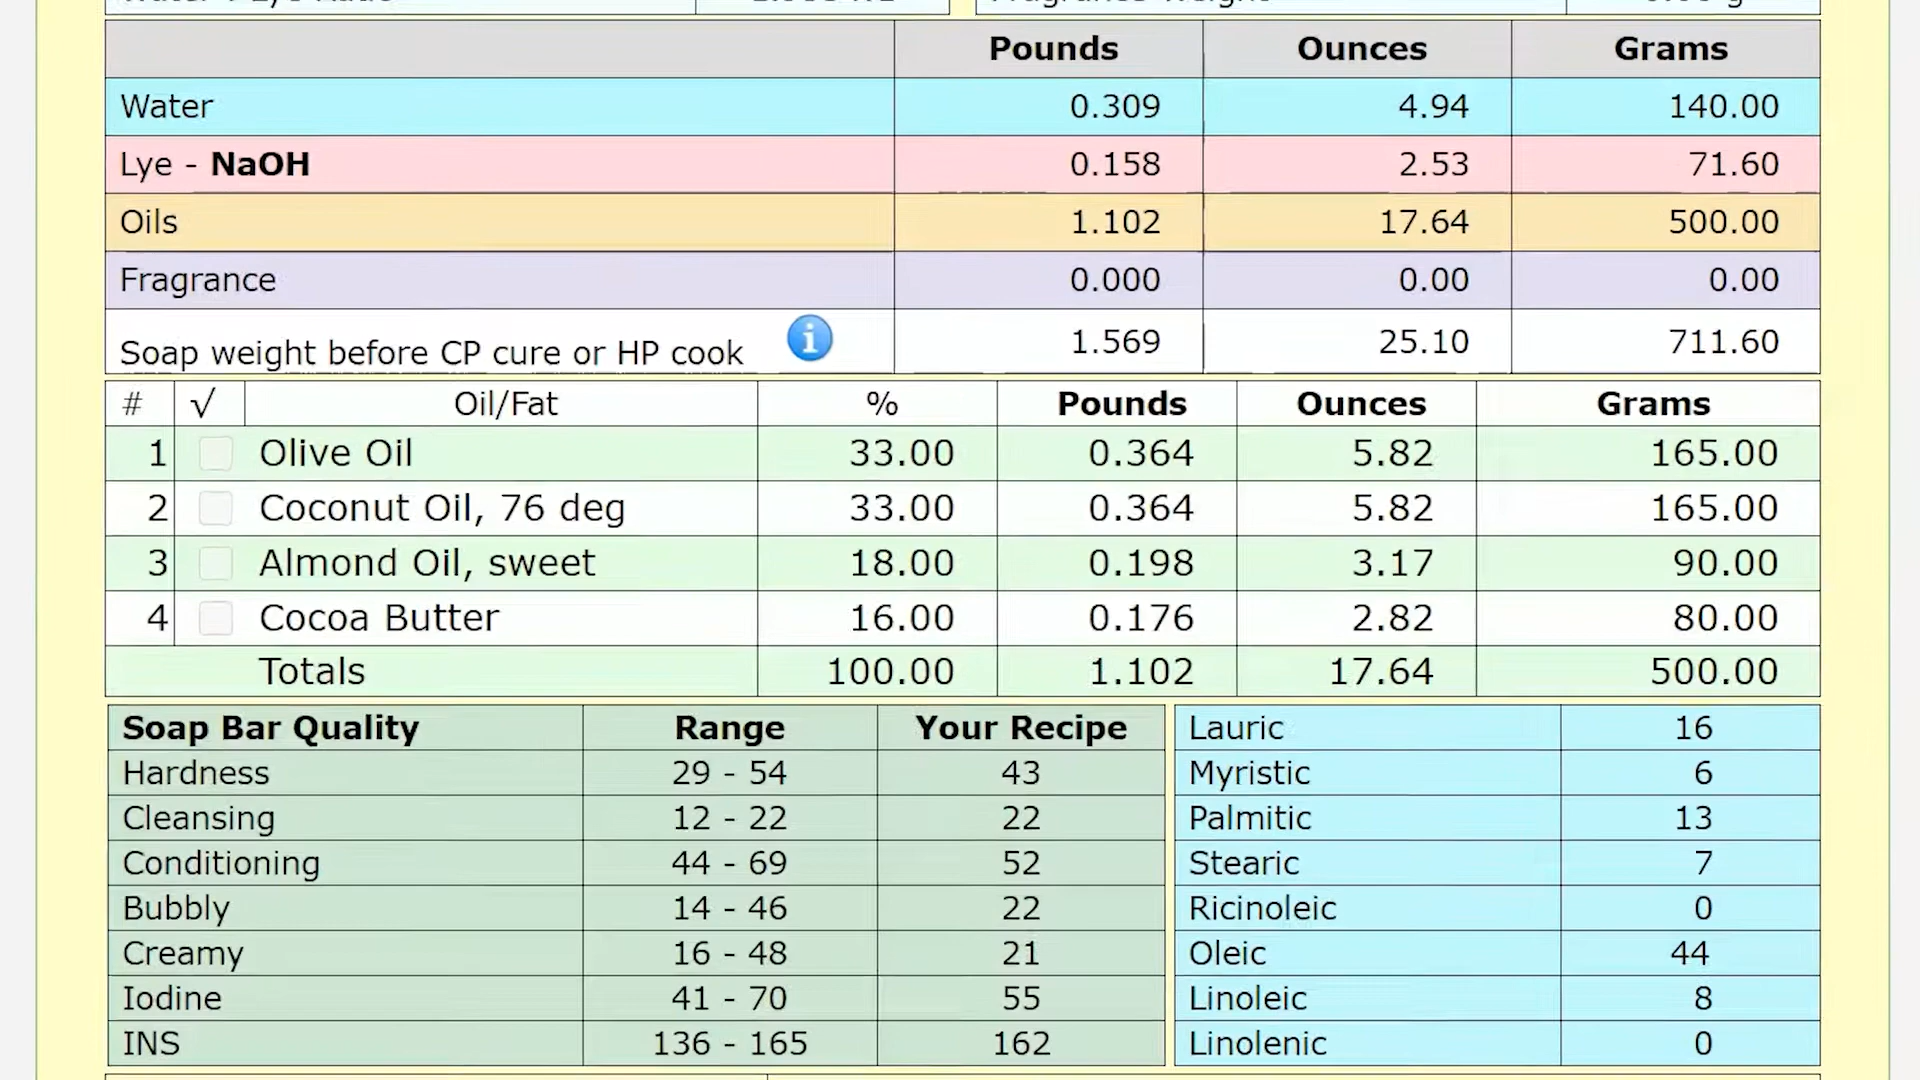 Pounds Ounces Grams
Water 0.309 4.94 140.00
Lye - NaOH 0.158 2.53 71.60
Oils 1.102 17.64 500.00
Fragrance 0.000 0.00 0.00
Soap weight before CP cure or HP cook i 1.569 25.10 711.60
# √ Oil/Fat % Pounds Ounces Grams
1 Olive Oil 33.00 0.364 5.82 165.00
2 Coconut Oil, 76 deg 33.00 0.364 5.82 165.00
3 Almond Oil, sweet 18.00 0.198 3.17 90.00
4 Cocoa Butter 16.00 0.176 2.82 80.00
Totals 100.00 1.102 17.64 500.00
Soap Bar Quality Range Your Recipe Lauric 16
Hardness 29 - 54 43 Myristic 6
Cleansing 12 - 22 22 Palmitic 13
Conditioning 44 - 69 52 Stearic 7
Bubbly 14 - 46 22 Ricinoleic 0
Creamy 16 - 48 21 Oleic 44
Iodine 41 - 70 55 Linoleic 8
INS 136 - 165 162 Linolenic 0